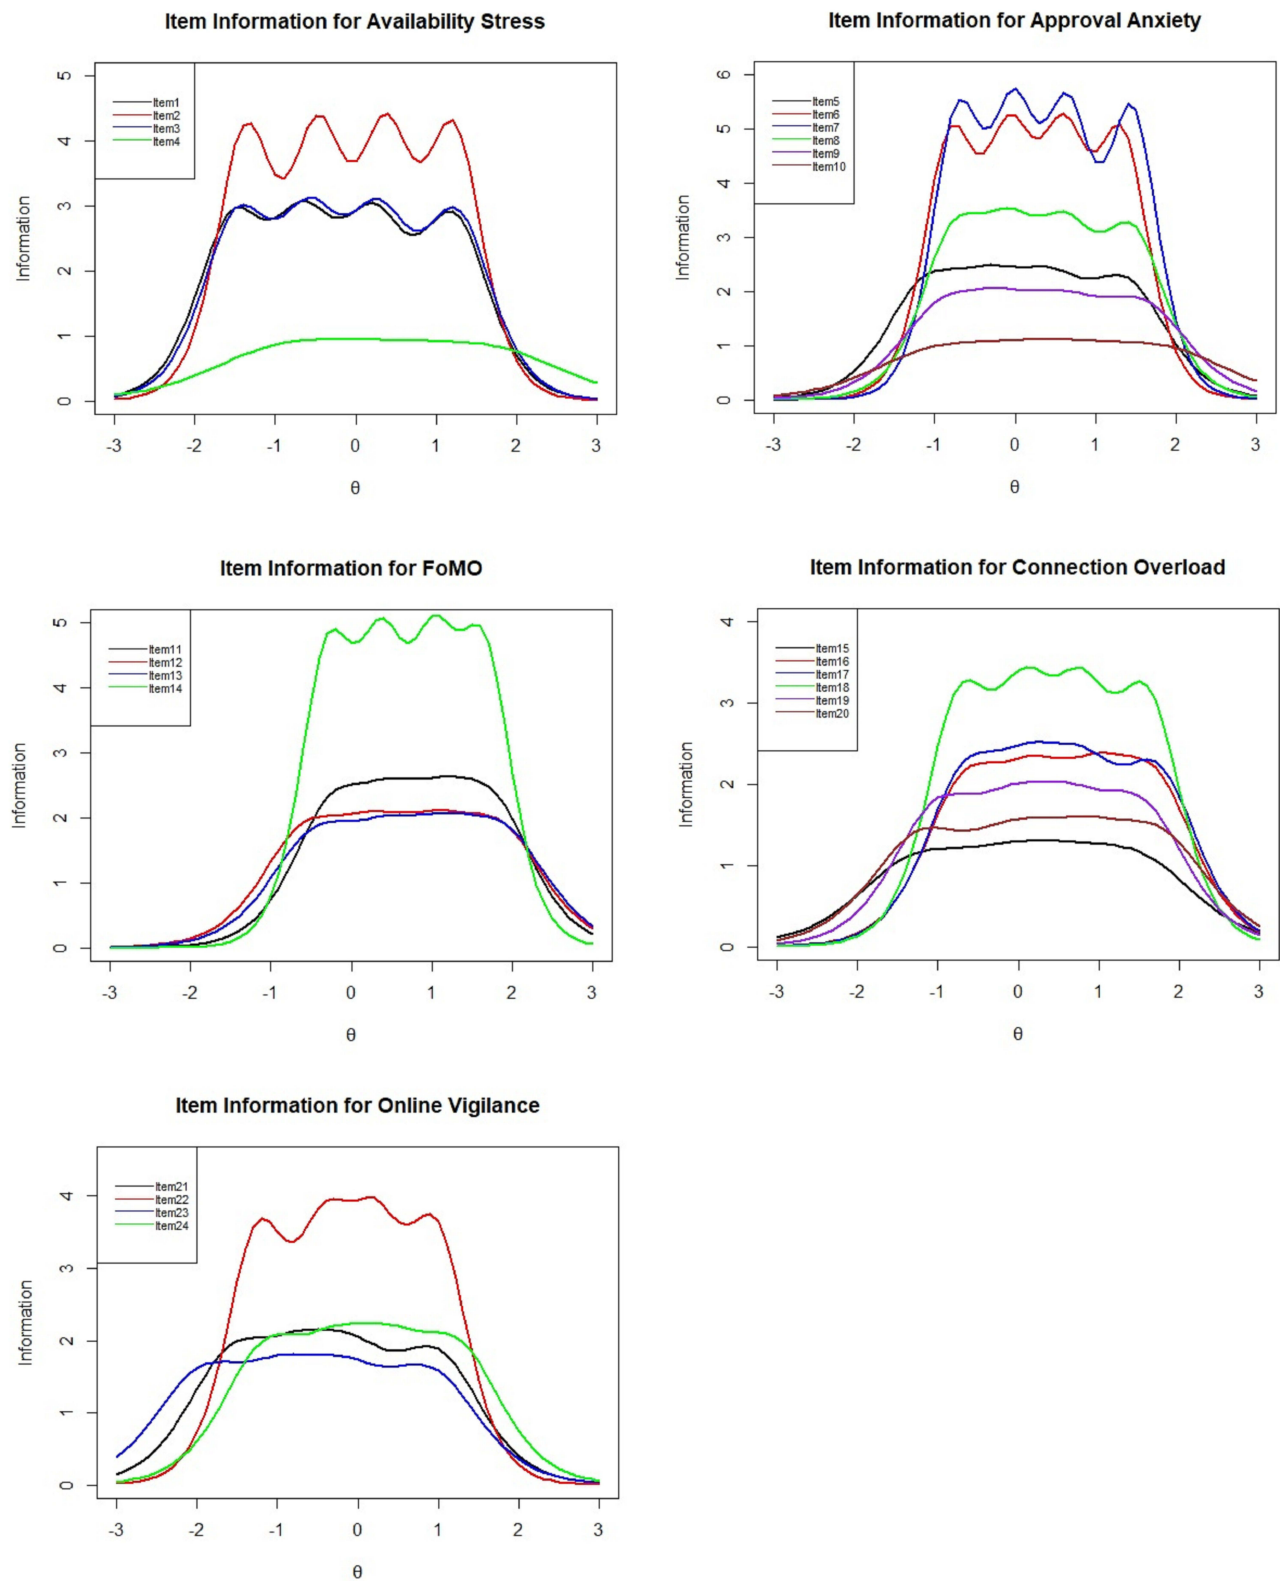 Item Information for Availability Stress
5
4
3
2
1
0
Information
Item1
Item2
Item3
Item4
-3 -2 -1 0 1 2 3
θ
Item Information for Approval Anxiety
6
5
4
3
2
1
0
Information
Item5
Item6
Item7
Item8
Item9
Item10
-3 -2 -1 0 1 2 3
θ
Item Information for FoMO
5
4
3
2
1
0
Information
Item11
Item12
Item13
Item14
-3 -2 -1 0 1 2 3
θ
Item Information for Connection Overload
4
3
2
1
0
Information
Item15
Item16
Item17
Item18
Item19
Item20
-3 -2 -1 0 1 2 3
θ
Item Information for Online Vigilance
4
3
2
1
0
Information
Item21
Item22
Item23
Item24
-3 -2 -1 0 1 2 3
θ